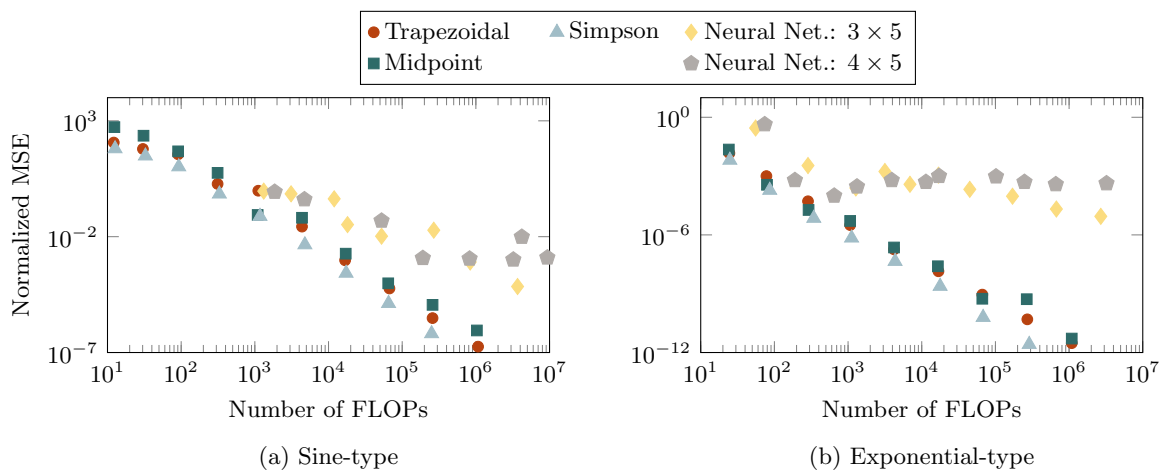 Trapezoidal Simpson Neural Net.: 3 × 5
Midpoint Neural Net.: 4 × 5
Normalized MSE
10^3
10^−2
10^−7
10^1 10^2 10^3 10^4 10^5 10^6 10^7
Number of FLOPs
(a) Sine-type
10^0
10^−6
10^−12
10^1 10^2 10^3 10^4 10^5 10^6 10^7
Number of FLOPs
(b) Exponential-type